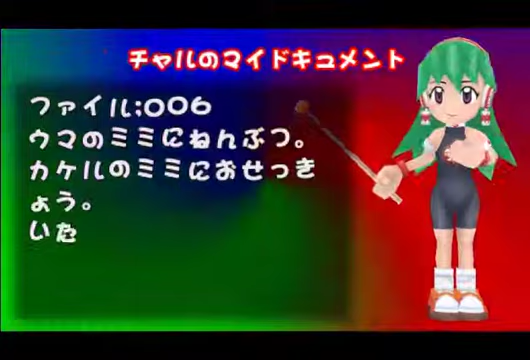 チャルのマイドキュメント
ファイル;006
ウマのミミにねんぶつ。
カケルのミミにおせっき
ょう。
いた